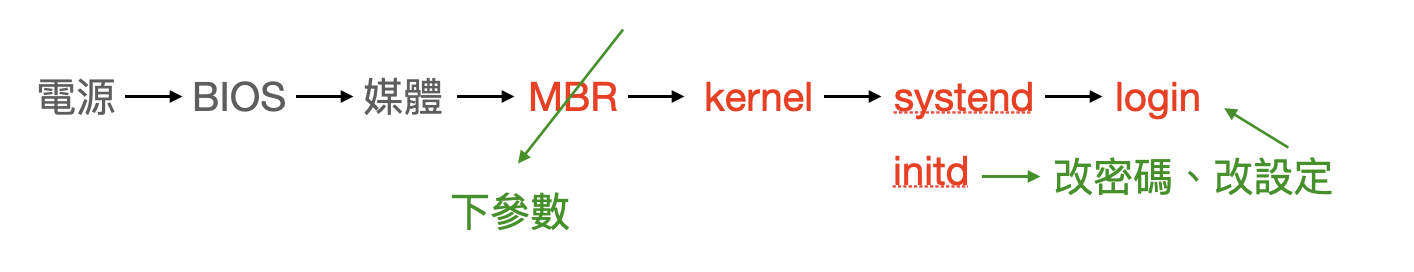 電源 BIOS 媒體 MBR kernel systend login
initd 改密碼、改設定
下參數